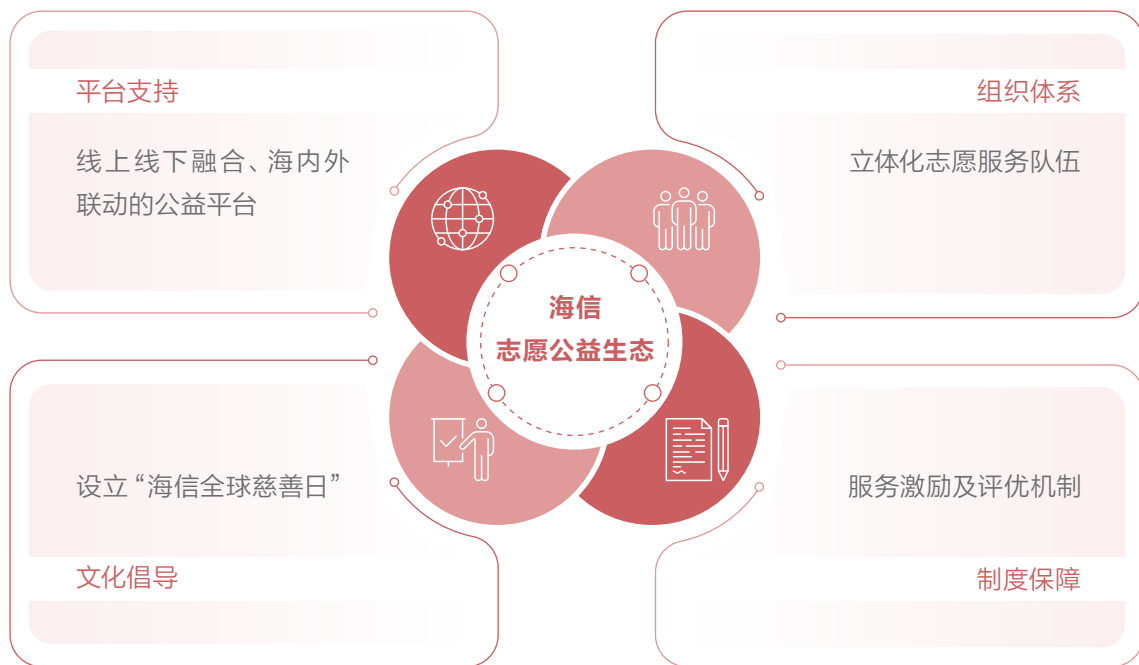 平台支持
线上线下融合、海内外
联动的公益平台
组织体系
立体化志愿服务队伍
海信
志愿公益生态
设立“海信全球慈善日”
文化倡导
服务激励及评优机制
制度保障